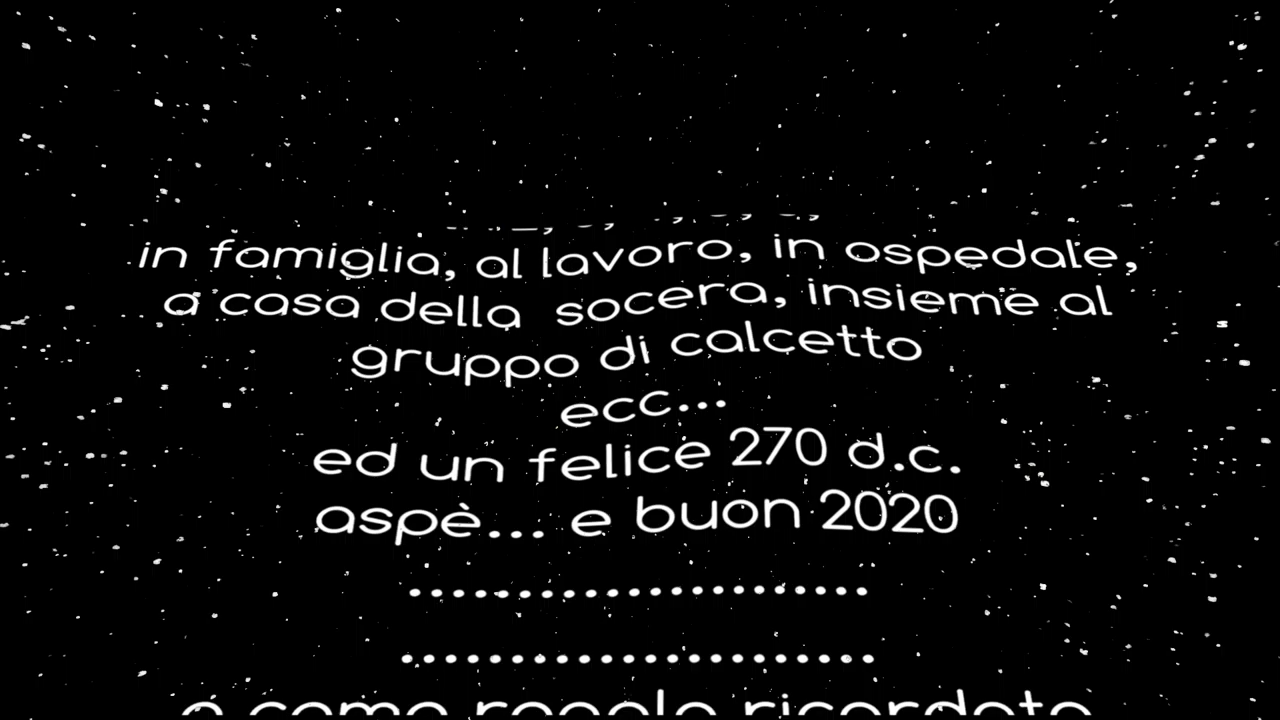 in famiglia, al lavoro, in ospedale,
a casa della socera, insieme al
gruppo di calcetto
ecc...
ed un felice 270 d.c.
aspè... e buon 2020
......................
......................